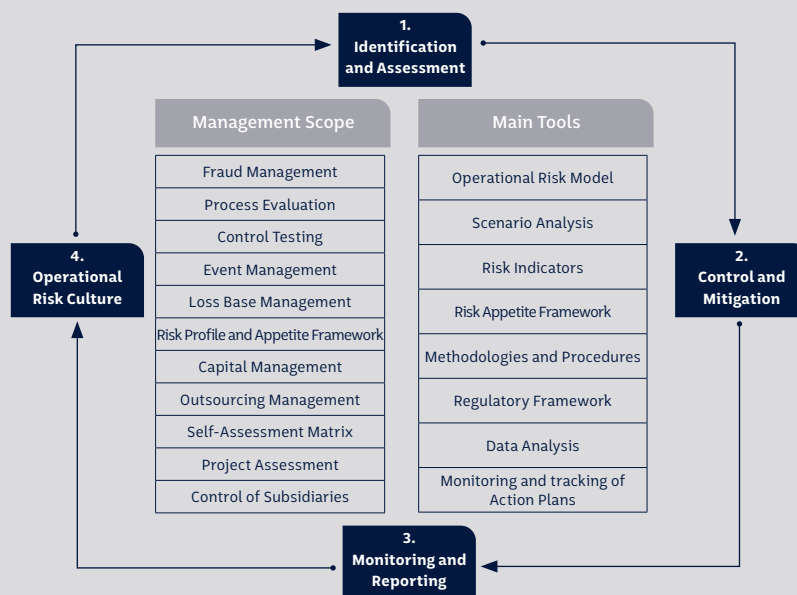 1.
Identification
and Assessment
Management Scope
Fraud Management
Process Evaluation
Control Testing
Event Management
Loss Base Management
Risk Profile and Appetite Framework
Capital Management
Outsourcing Management
Self-Assessment Matrix
Project Assessment
Control of Subsidiaries
Main Tools
Operational Risk Model
Scenario Analysis
Risk Indicators
Risk Appetite Framework
Methodologies and Procedures
Regulatory Framework
Data Analysis
Monitoring and tracking of
Action Plans
2.
Control and
Mitigation
3.
Monitoring and
Reporting
4.
Operational
Risk Culture